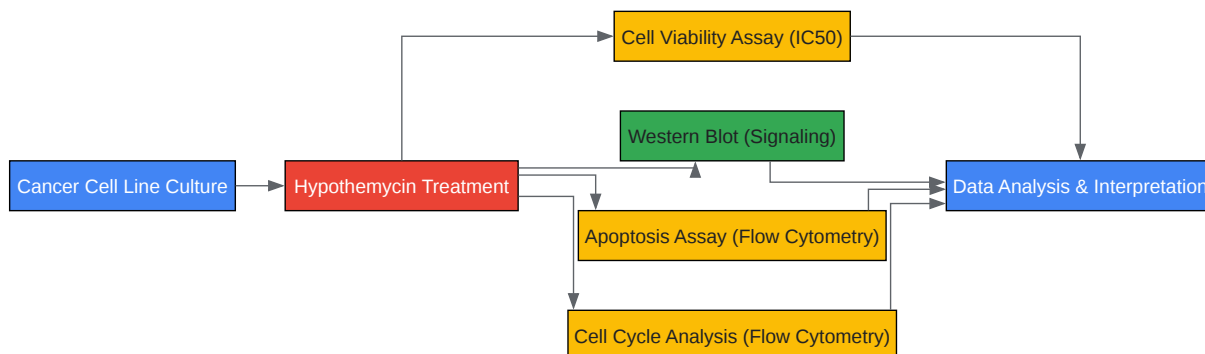 Cell Viability Assay (IC50)
Western Blot (Signaling)
Cancer Cell Line Culture
Hypothemycin Treatment
Data Analysis & Interpretation
Apoptosis Assay (Flow Cytometry)
Cell Cycle Analysis (Flow Cytometry)